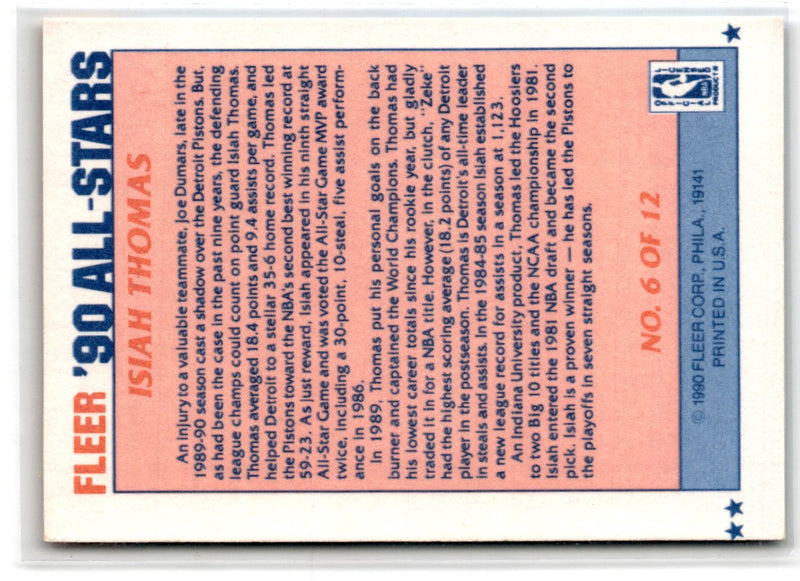 FLEER '90 ALL-STARS
ISIAH THOMAS
An injury to a valuable teammate, Joe Dumars, late in the
1989-90 season cast a shadow over the Detroit Pistons. But,
as had been the case in the past nine years, the defending
league champs could count on point guard Isiah Thomas.
Thomas averaged 18.4 points and 9.4 assists per game, and
helped Detroit to a stellar 35-6 home record. Thomas led
the Pistons toward the NBA's second best winning record at
59-23. As just reward, Isiah appeared in his ninth straight
All-Star Game and was voted the All-Star Game MVP award
twice, including a 30-point, 10-steal, five assist perform-
ance in 1986.
In 1989, Thomas put his personal goals on the back
burner and captained the World Champions. Thomas had
his lowest career totals since his rookie year, but gladly
traded it in for a NBA title. However, in the clutch, "Zeke"
had the highest scoring average (18.2 points) of any Detroit
player in the postseason. Thomas is Detroit's all-time leader
in steals and assists. In the 1984-85 season Isiah established
a new league record for assists in a season at 1,123.
An Indiana University product, Thomas led the Hoosiers
to two Big 10 titles and the NCAA championship in 1981.
Isiah entered the 1981 NBA draft and became the second
pick. Isiah is a proven winner — he has led the Pistons to
the playoffs in seven straight seasons.
NO. 6 OF 12
© 1990 FLEER CORP., PHILA., 19141
PRINTED IN U.S.A.
OFFICIAL
LICENSED
NBA
PRODUCTS